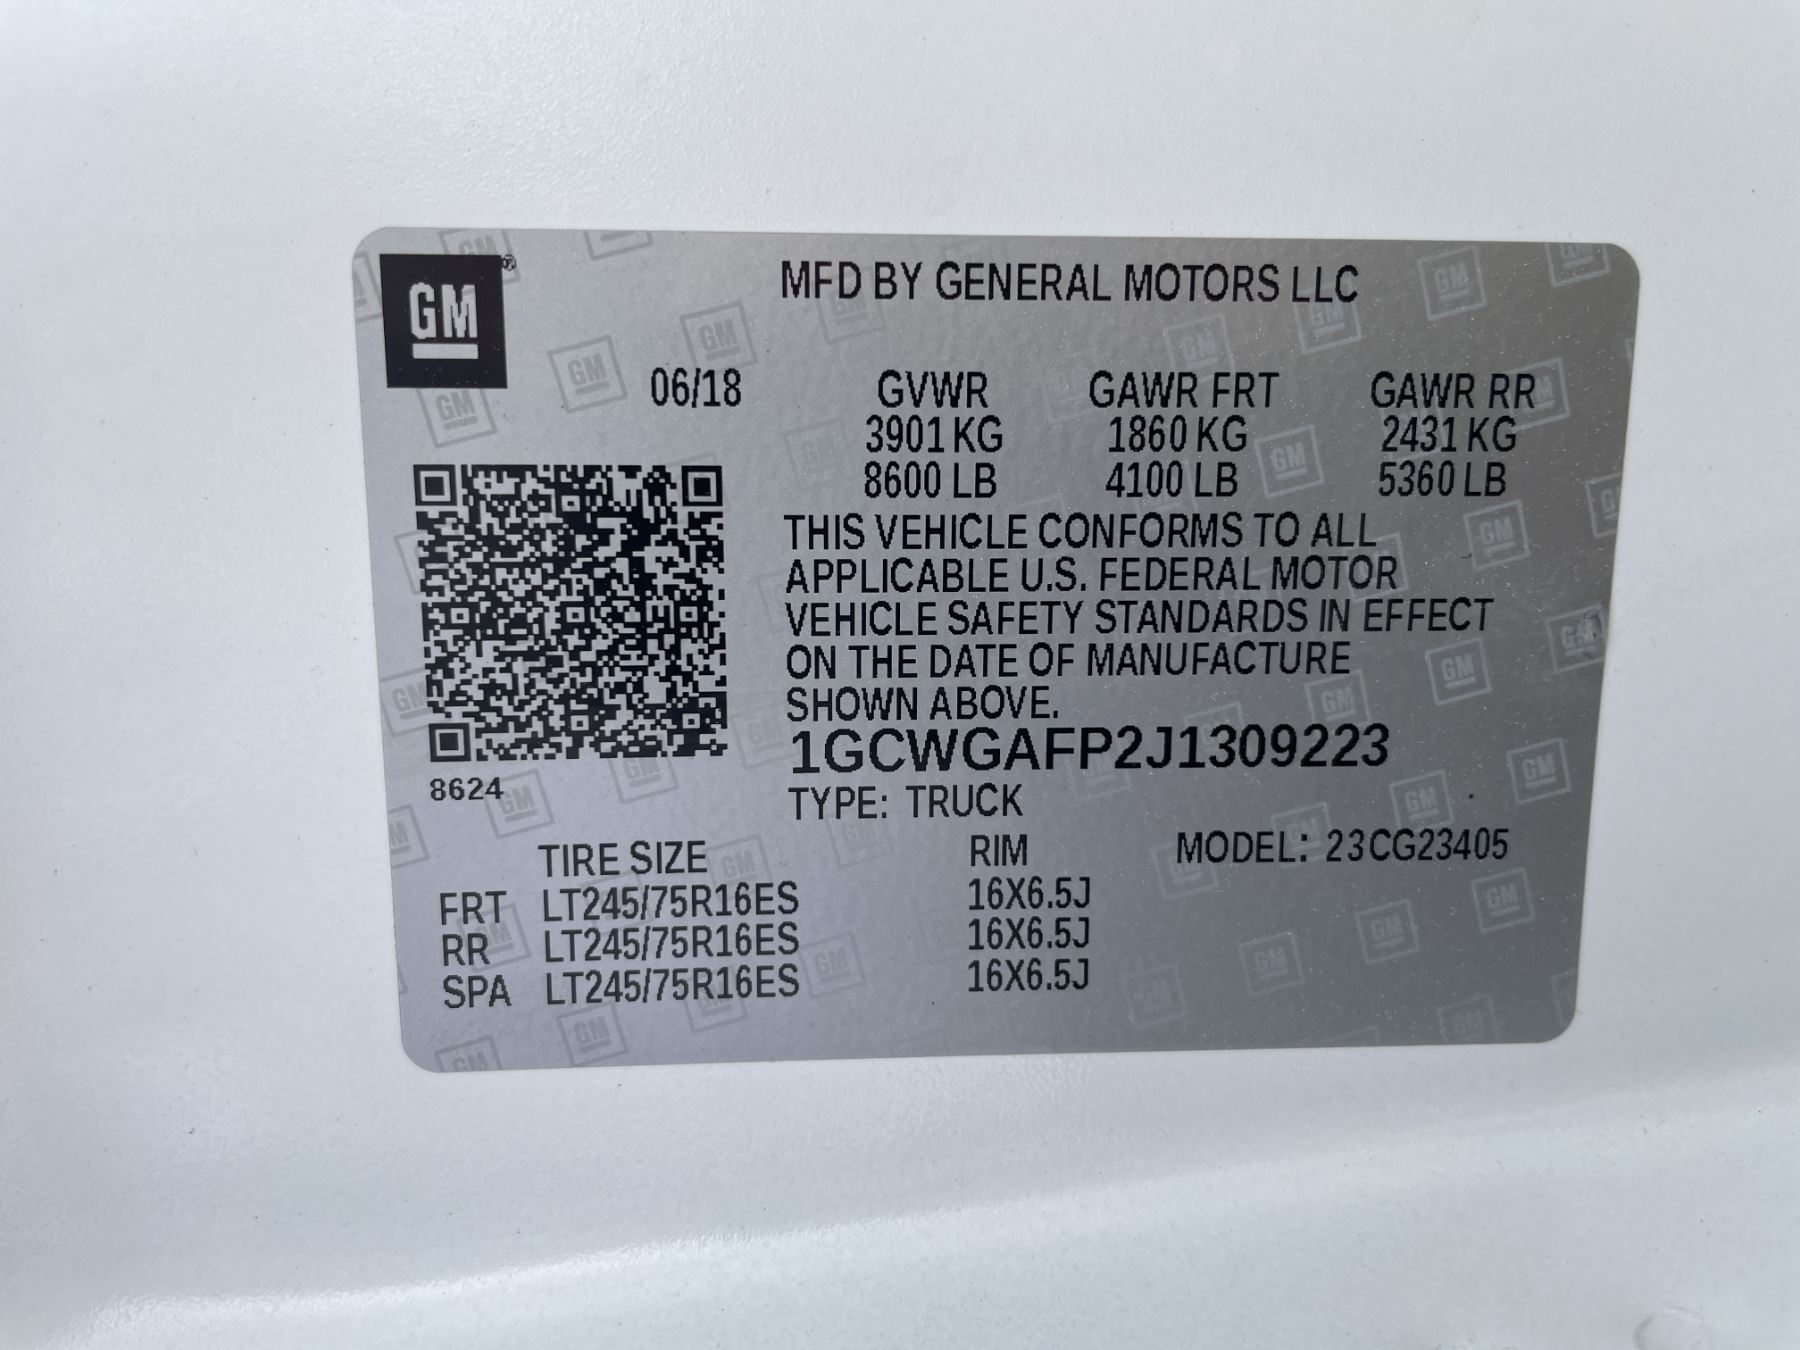 GM®
MFD BY GENERAL MOTORS LLC
06/18 GVWR GAWR FRT GAWR RR
3901 KG 1860 KG 2431 KG
8600 LB 4100 LB 5360 LB
THIS VEHICLE CONFORMS TO ALL
APPLICABLE U.S. FEDERAL MOTOR
VEHICLE SAFETY STANDARDS IN EFFECT
ON THE DATE OF MANUFACTURE
SHOWN ABOVE.
1GCWGAFP2J1309223
8624
TYPE: TRUCK
TIRE SIZE RIM MODEL: 23CG23405
FRT LT245/75R16ES 16X6.5J
RR LT245/75R16ES 16X6.5J
SPA LT245/75R16ES 16X6.5J